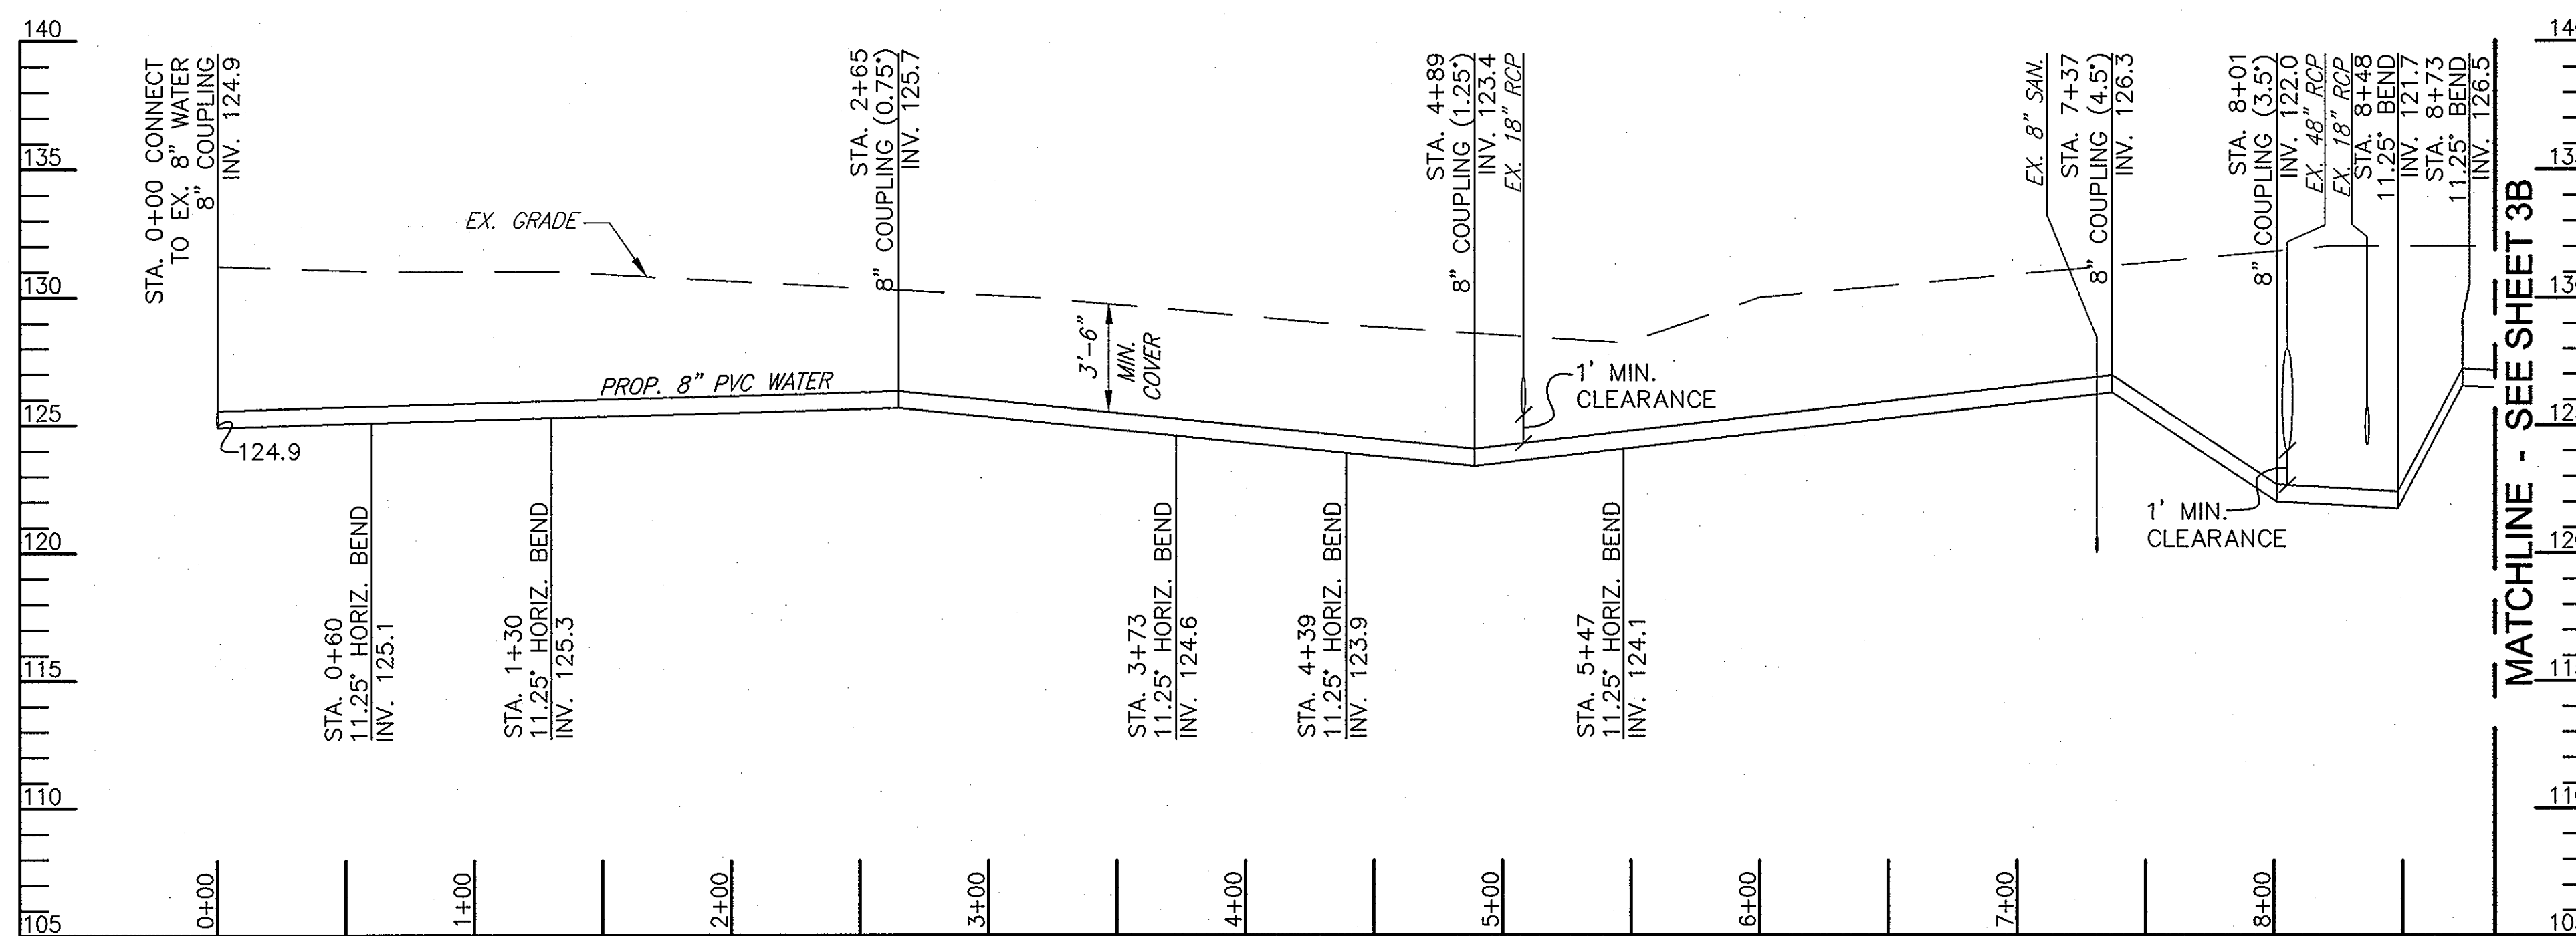 140
135
130
125
120
115
110
105
STA. 0+00 CONNECT
TO EX. 8" WATER
8" COUPLING
INV. 124.9
EX. GRADE
PROP. 8" PVC WATER
124.9
STA. 0+60
11.25° HORIZ. BEND
INV. 125.1
STA. 1+30
11.25° HORIZ. BEND
INV. 125.3
STA. 2+65
8" COUPLING (0.75°)
INV. 125.7
3'-6"
MIN.
COVER
STA. 3+73
11.25° HORIZ. BEND
INV. 124.6
STA. 4+39
11.25° HORIZ. BEND
INV. 123.9
STA. 4+89
8" COUPLING (1.25°)
INV. 123.4
EX. 18" RCP
1' MIN.
CLEARANCE
STA. 5+47
11.25° HORIZ. BEND
INV. 124.1
EX. 8" SAN.
STA. 7+37
8" COUPLING (4.5°)
INV. 126.3
STA. 8+01
8" COUPLING (3.5°)
INV. 122.0
EX. 48" RCP
EX. 18" RCP
STA. 8+48
11.25° BEND
INV. 121.7
STA. 8+73
11.25° BEND
INV. 126.5
1' MIN.
CLEARANCE
MATCHLINE - SEE SHEET 3B
0+00
1+00
2+00
3+00
4+00
5+00
6+00
7+00
8+00